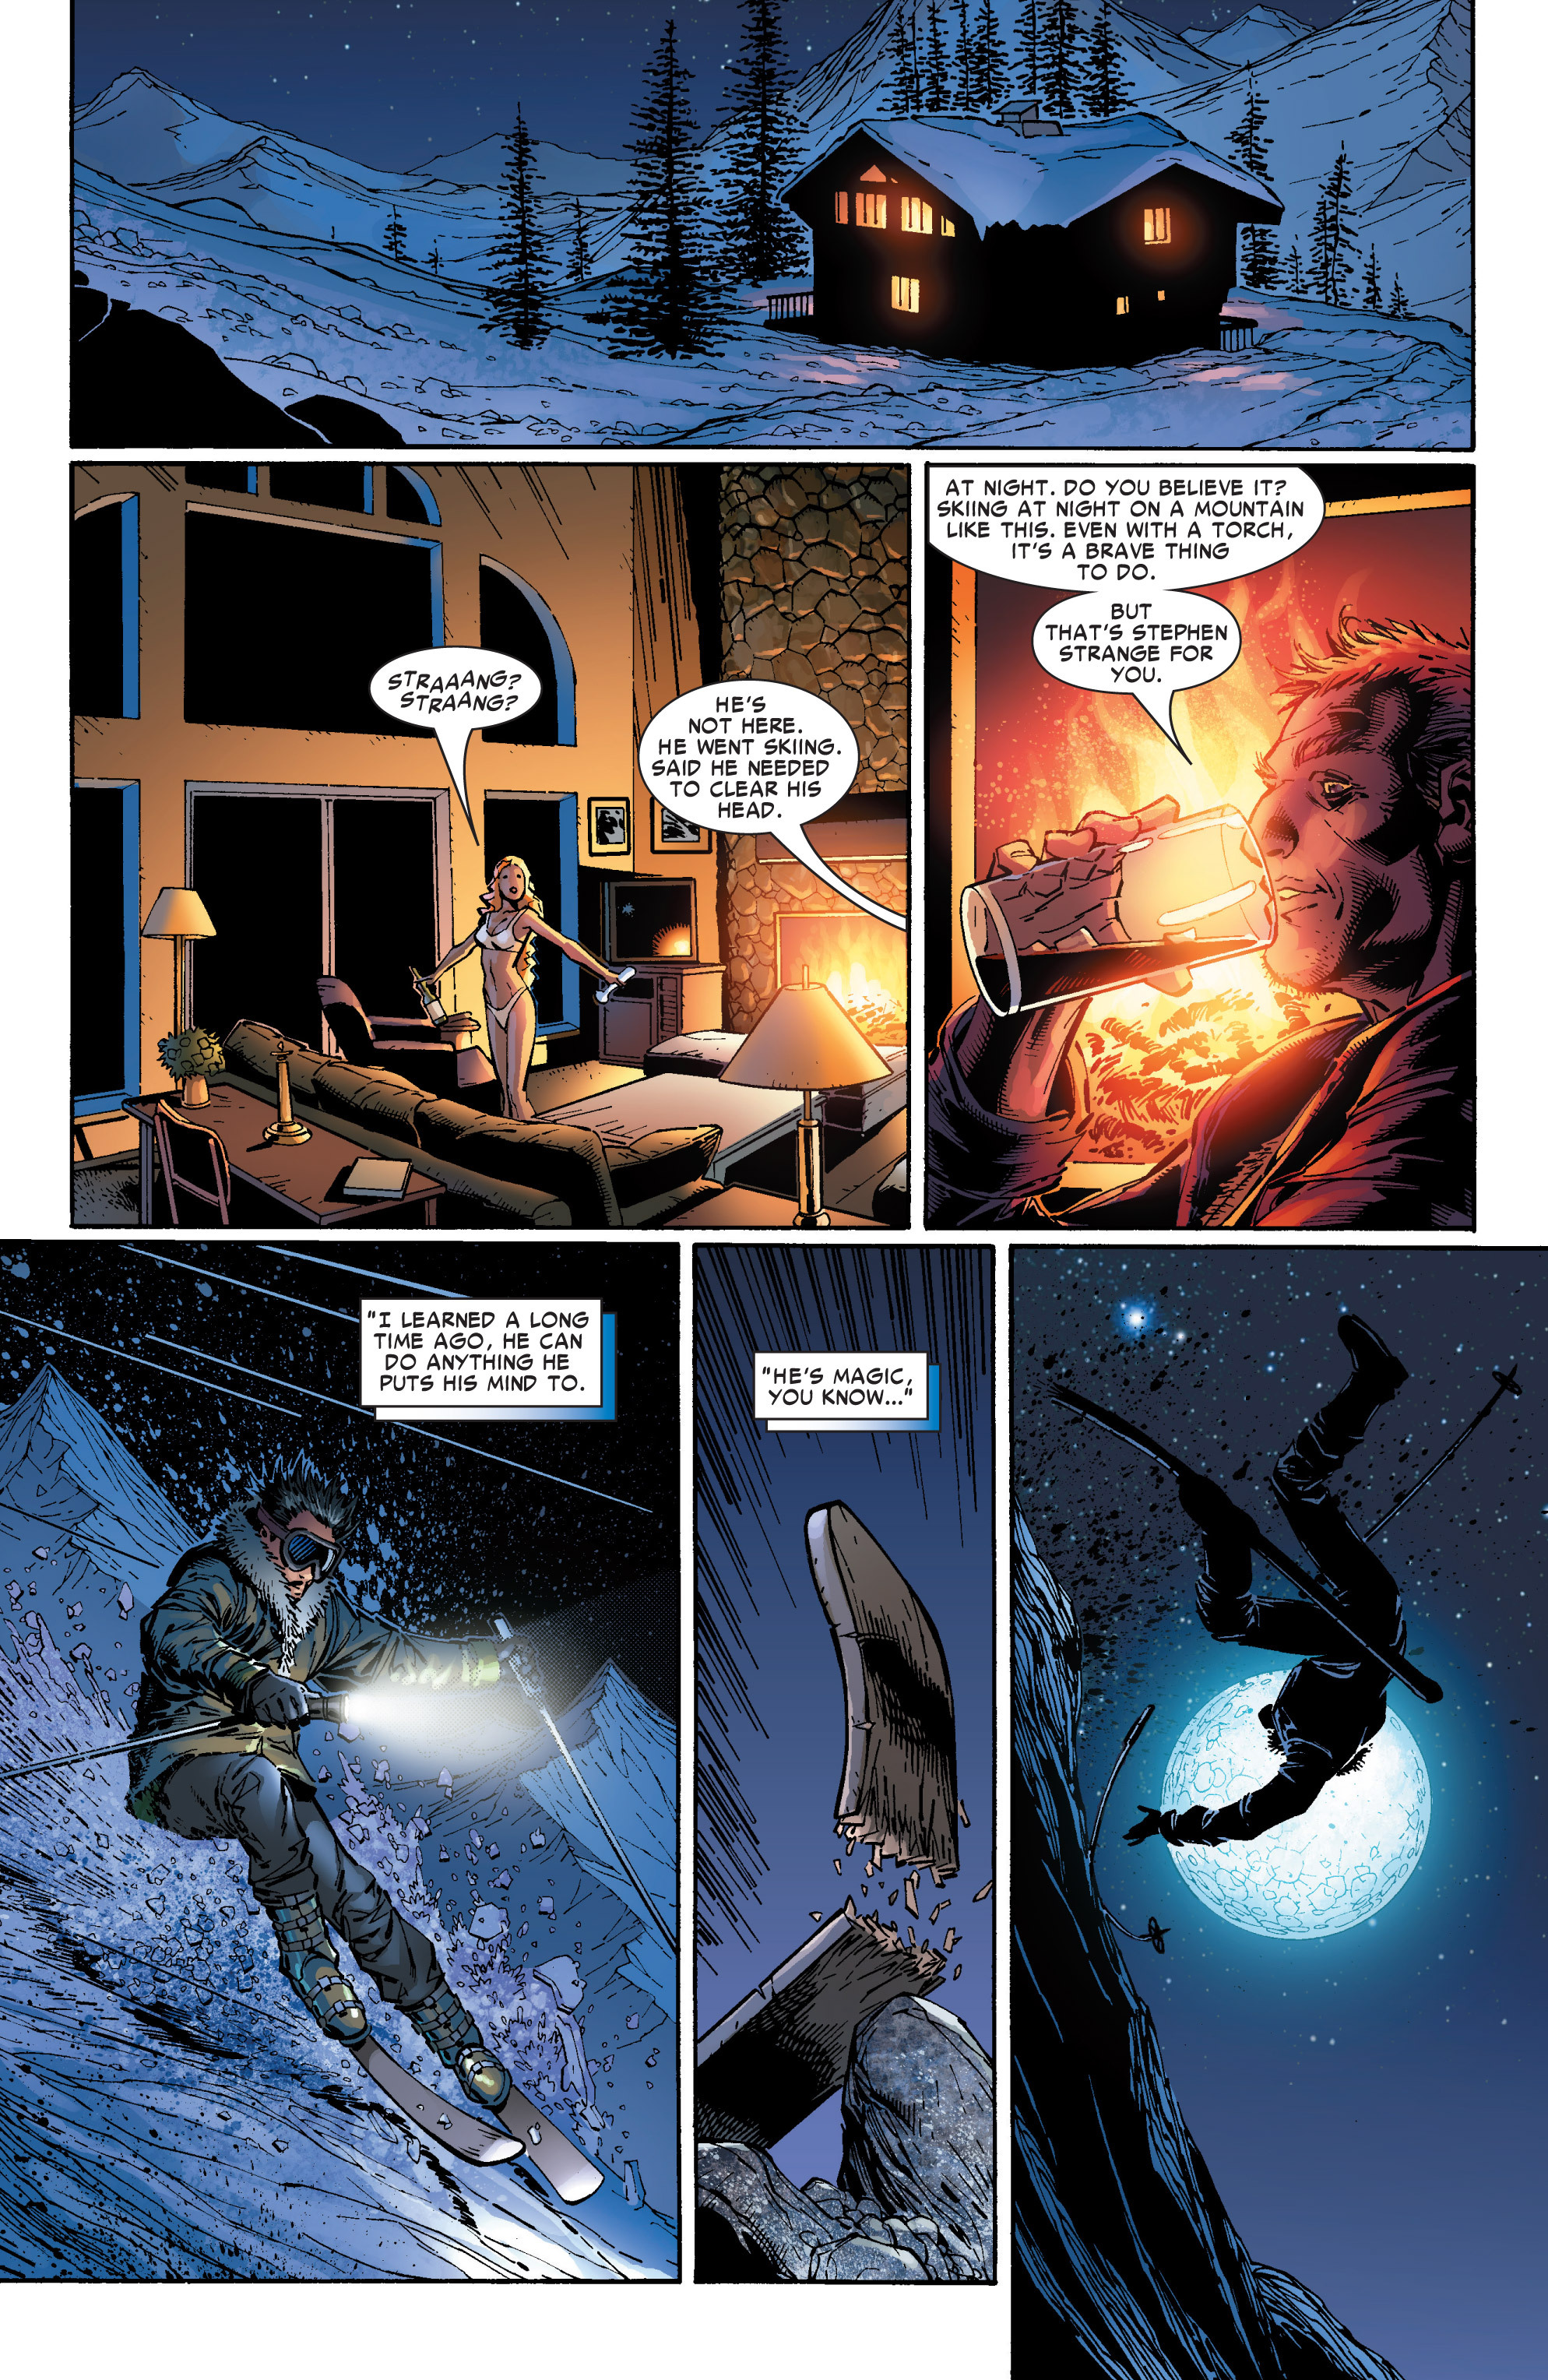 STRAAANG?
STRAANG?
HE'S
NOT HERE.
HE WENT SKIING.
SAID HE NEEDED
TO CLEAR HIS
HEAD.
AT NIGHT. DO YOU BELIEVE IT?
SKIING AT NIGHT ON A MOUNTAIN
LIKE THIS. EVEN WITH A TORCH,
IT'S A BRAVE THING
TO DO.
BUT
THAT'S STEPHEN
STRANGE FOR
YOU.
"I LEARNED A LONG
TIME AGO, HE CAN
DO ANYTHING HE
PUTS HIS MIND TO.
"HE'S MAGIC,
YOU KNOW..."